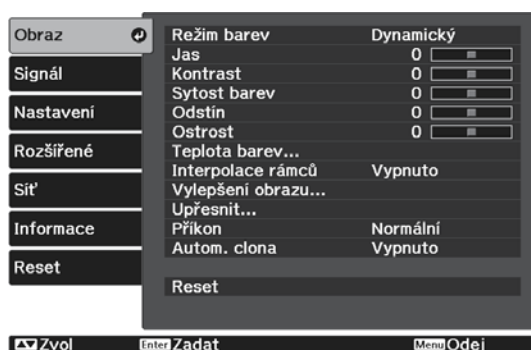 Obraz
Signál
Nastavení
Rozšířené
Síť
Informace
Reset
Režim barev Dynamický
Jas 0
Kontrast 0
Sytost barev 0
Odstín 0
Ostrost 0
Teplota barev...
Interpolace rámců Vypnuto
Vylepšení obrazu...
Upřesnit...
Příkon Normální
Autom. clona Vypnuto
Reset
Zvol Enter Zadat Menu Odej